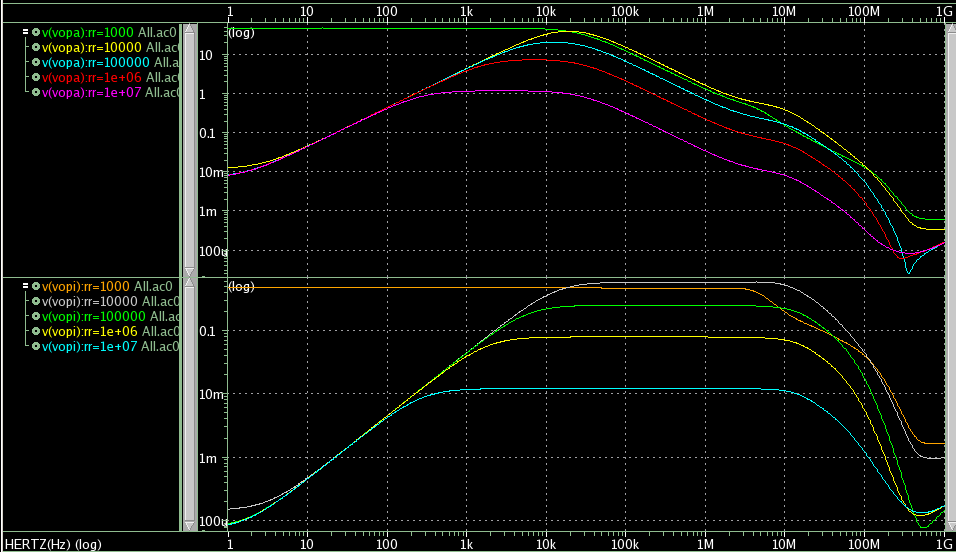 1 10 100 1k 10k 100k 1M 10M 100M 1G
v(vopa):rr=1000 All.ac0
v(vopa):rr=10000 All.ac0
v(vopa):rr=100000 All.a
v(vopa):rr=1e+06 All.ac0
v(vopa):rr=1e+07 All.ac0
(log)
10
1
0.1
10m
1m
100u
v(vopi):rr=1000 All.ac0
v(vopi):rr=10000 All.ac0
v(vopi):rr=100000 All.ac
v(vopi):rr=1e+06 All.ac0
v(vopi):rr=1e+07 All.ac0
(log)
0.1
10m
1m
100u
HERTZ(Hz) (log)
1 10 100 1k 10k 100k 1M 10M 100M 1G